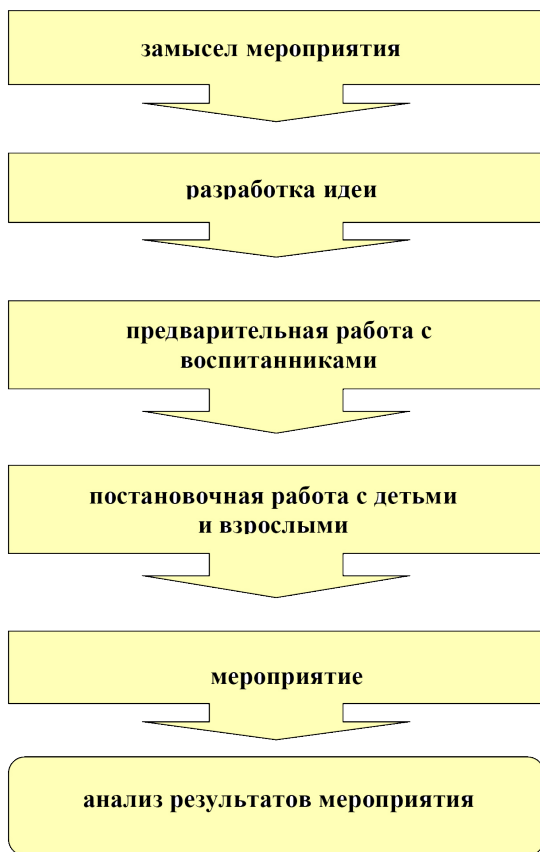 замысел мероприятия
разработка идеи
предварительная работа с
воспитанниками
постановочная работа с детьми
и взрослыми
мероприятие
анализ результатов мероприятия